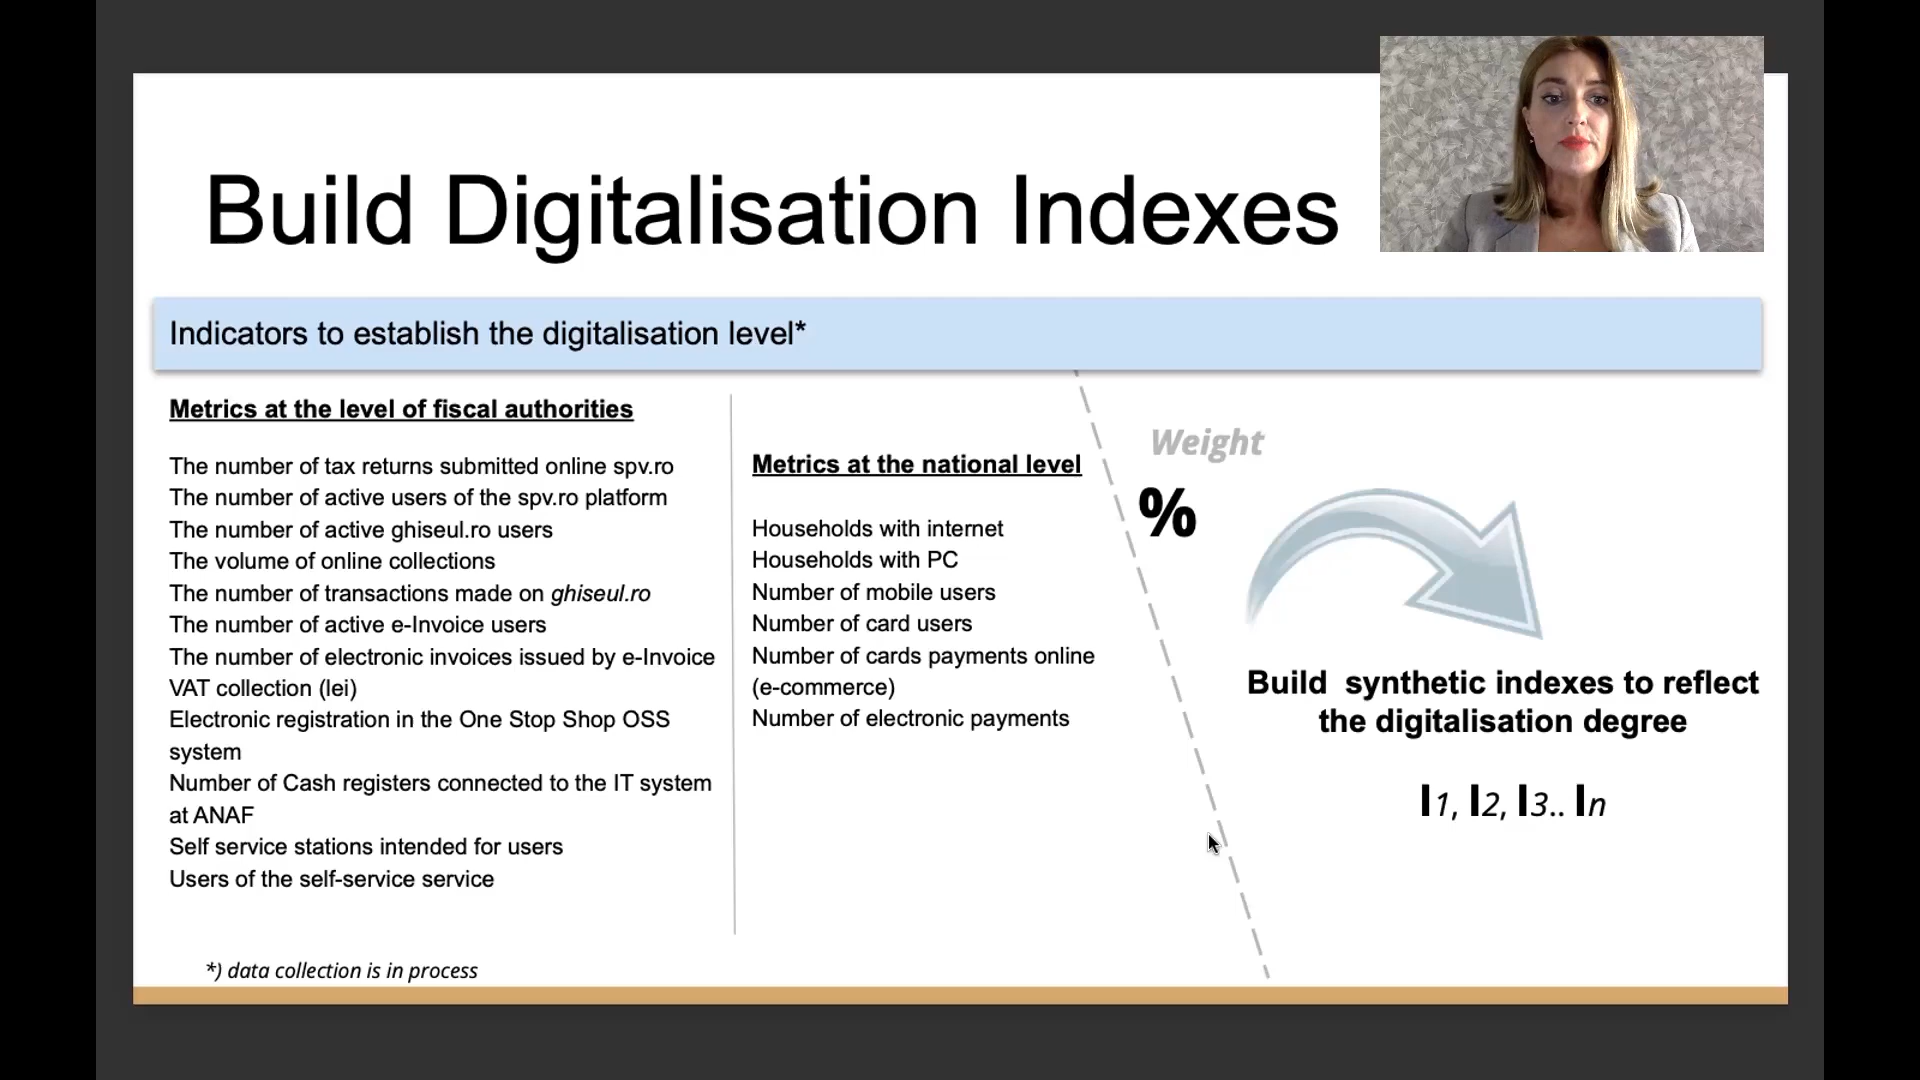 Build Digitalisation Indexes
Indicators to establish the digitalisation level*
Metrics at the level of fiscal authorities
The number of tax returns submitted online spv.ro
The number of active users of the spv.ro platform
The number of active ghiseul.ro users
The volume of online collections
The number of transactions made on ghiseul.ro
The number of active e-Invoice users
The number of electronic invoices issued by e-Invoice
VAT collection (lei)
Electronic registration in the One Stop Shop OSS
system
Number of Cash registers connected to the IT system
at ANAF
Self service stations intended for users
Users of the self-service service
Metrics at the national level
Households with internet
Households with PC
Number of mobile users
Number of card users
Number of cards payments online
(e-commerce)
Number of electronic payments
Weight
%
Build synthetic indexes to reflect
the digitalisation degree
I1, I2, I3.. In
*) data collection is in process